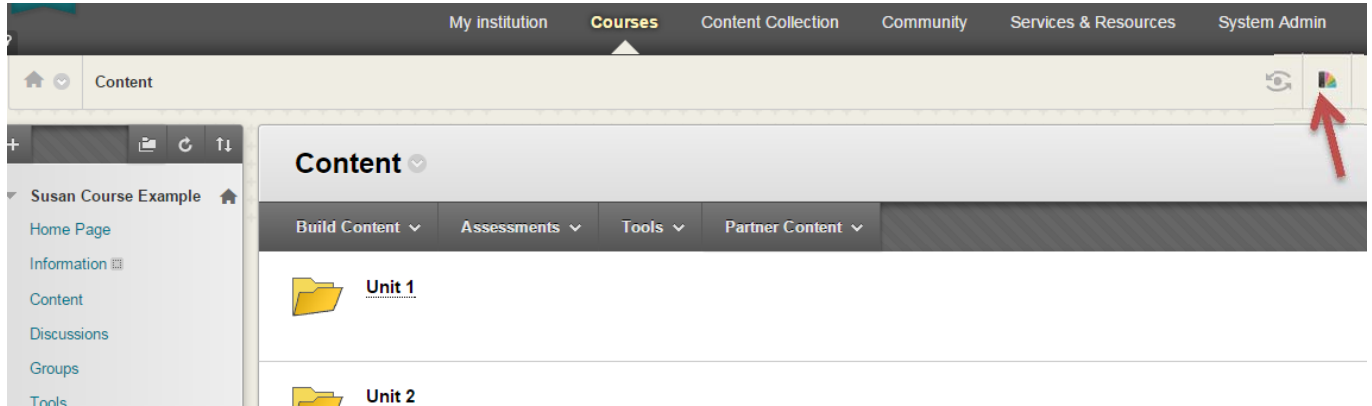 My institution Courses Content Collection Community Services & Resources System Admin
?
Content
Susan Course Example
Home Page
Information
Content
Discussions
Groups
Tools
Content
Build Content Assessments Tools Partner Content
Unit 1
Unit 2